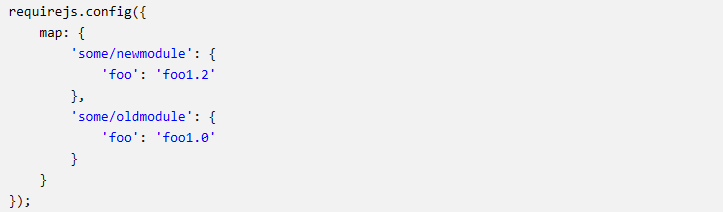 requirejs.config({
    map: {
        'some/newmodule': {
            'foo': 'foo1.2'
        },
        'some/oldmodule': {
            'foo': 'foo1.0'
        }
    }
});